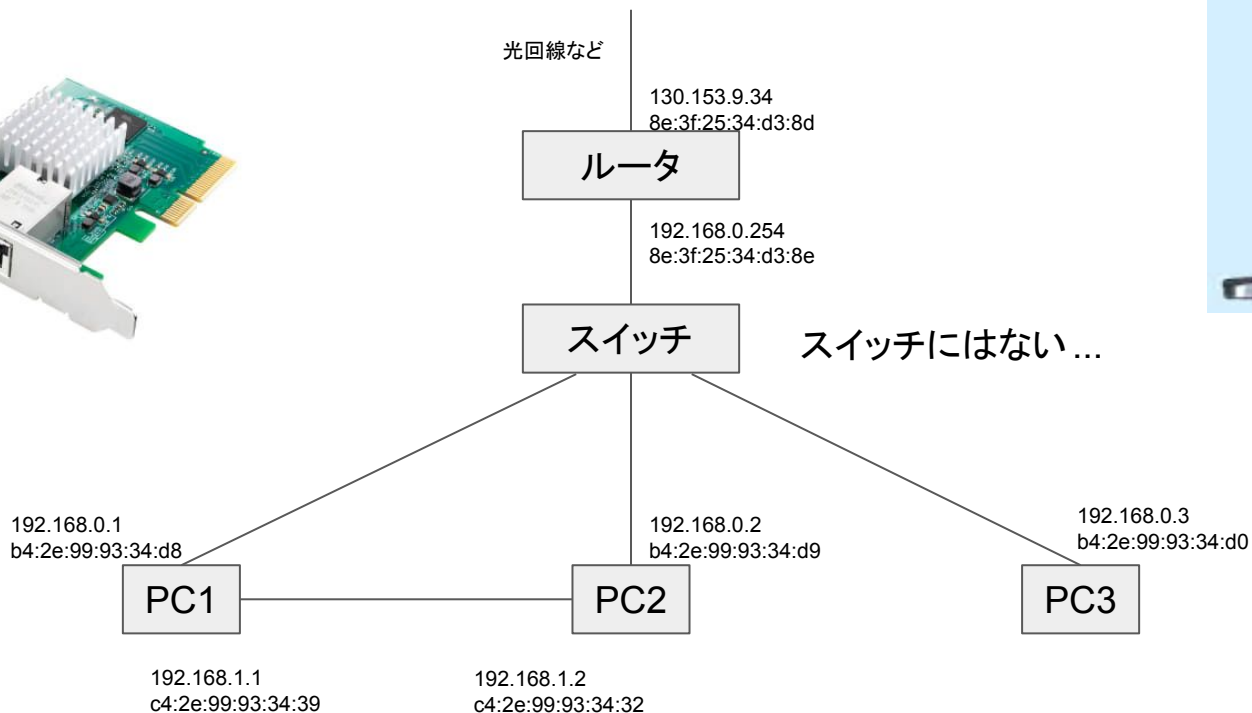 光回線など
130.153.9.34
8e:3f:25:34:d3:8d
ルータ
192.168.0.254
8e:3f:25:34:d3:8e
スイッチ
スイッチにはない...
192.168.0.1
b4:2e:99:93:34:d8
192.168.0.2
b4:2e:99:93:34:d9
192.168.0.3
b4:2e:99:93:34:d0
PC1
PC2
PC3
192.168.1.1
c4:2e:99:93:34:39
192.168.1.2
c4:2e:99:93:34:32